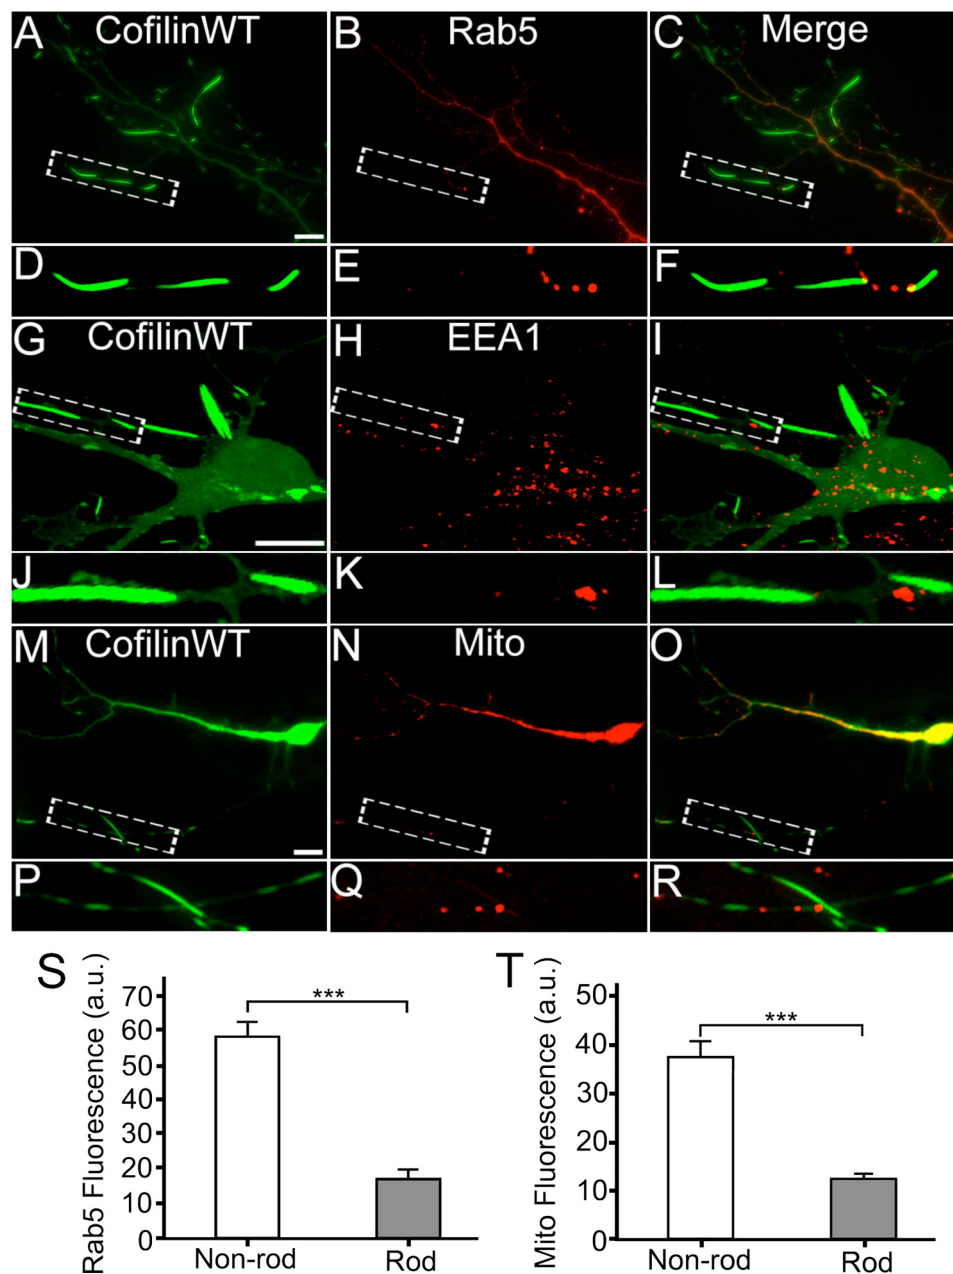 A CofilinWT B Rab5 C Merge
D E F
G CofilinWT H EEA1 I
J K L
M CofilinWT N Mito O
P Q R
S T
Rab5 Fluorescence (a.u.)
70
60
50
40
30
20
10
0
***
Non-rod Rod
Mito Fluorescence (a.u.)
50
40
30
20
10
0
***
Non-rod Rod